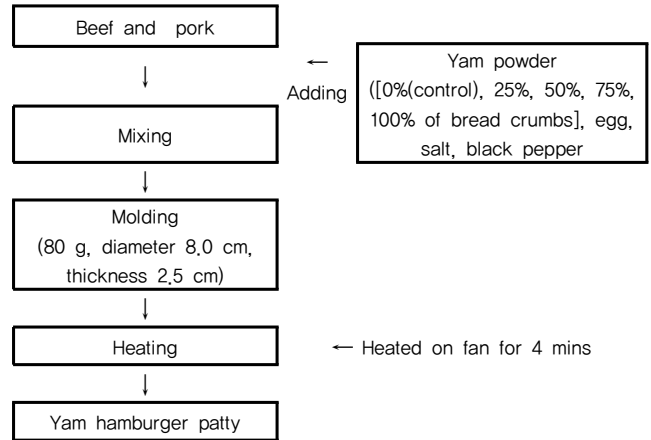 Beef and pork
↓
←
Adding
Yam powder
([0%(control), 25%, 50%, 75%,
100% of bread crumbs], egg,
salt, black pepper
Mixing
↓
Molding
(80 g, diameter 8.0 cm,
thickness 2.5 cm)
↓
Heating
← Heated on fan for 4 mins
↓
Yam hamburger patty